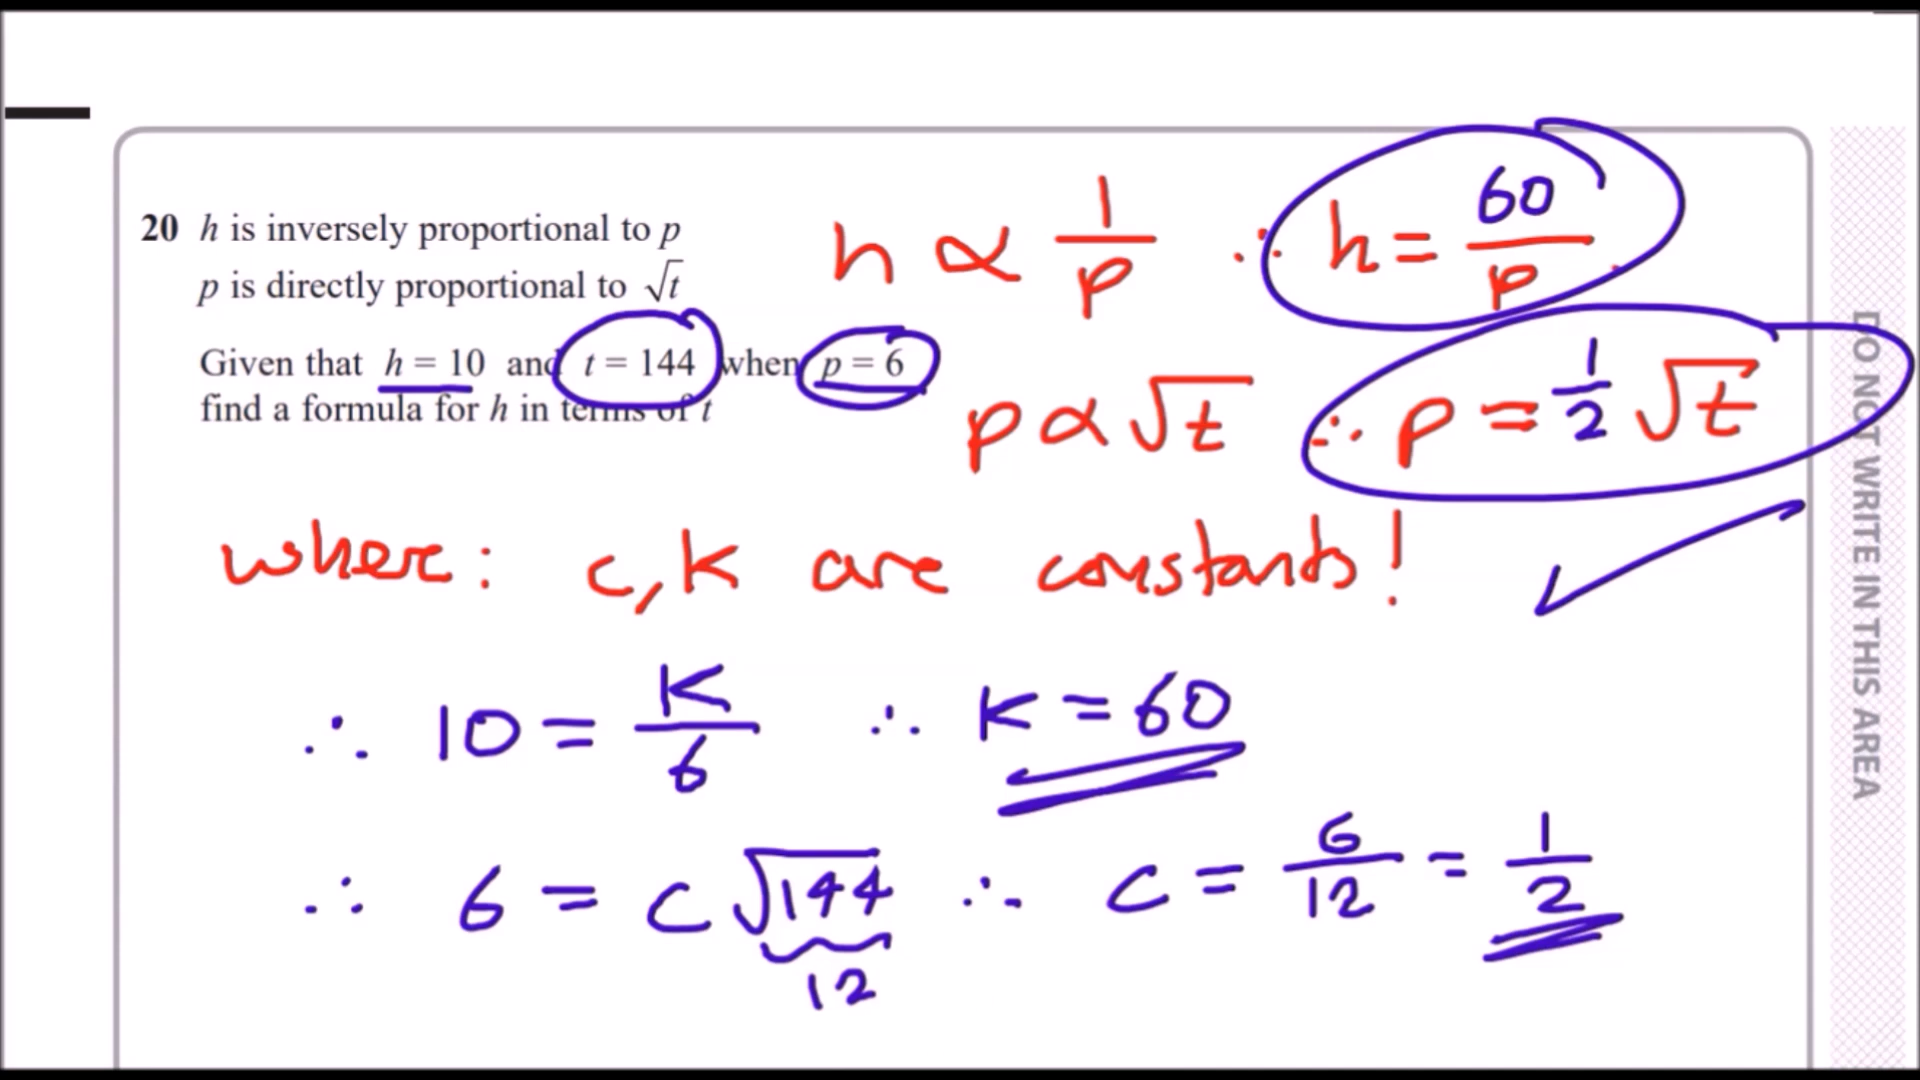 20 h is inversely proportional to p
p is directly proportional to √t
Given that h = 10 and t = 144 when p = 6
find a formula for h in terms of t
h ∝ 1/p ∴ h = 60/p
p ∝ √t ∴ p = 1/2 √t
where: c, K are constants!
∴ 10 = K/6 ∴ K = 60
∴ 6 = c √144 ∴ c = 6/12 = 1/2
12
DO NOT WRITE IN THIS AREA